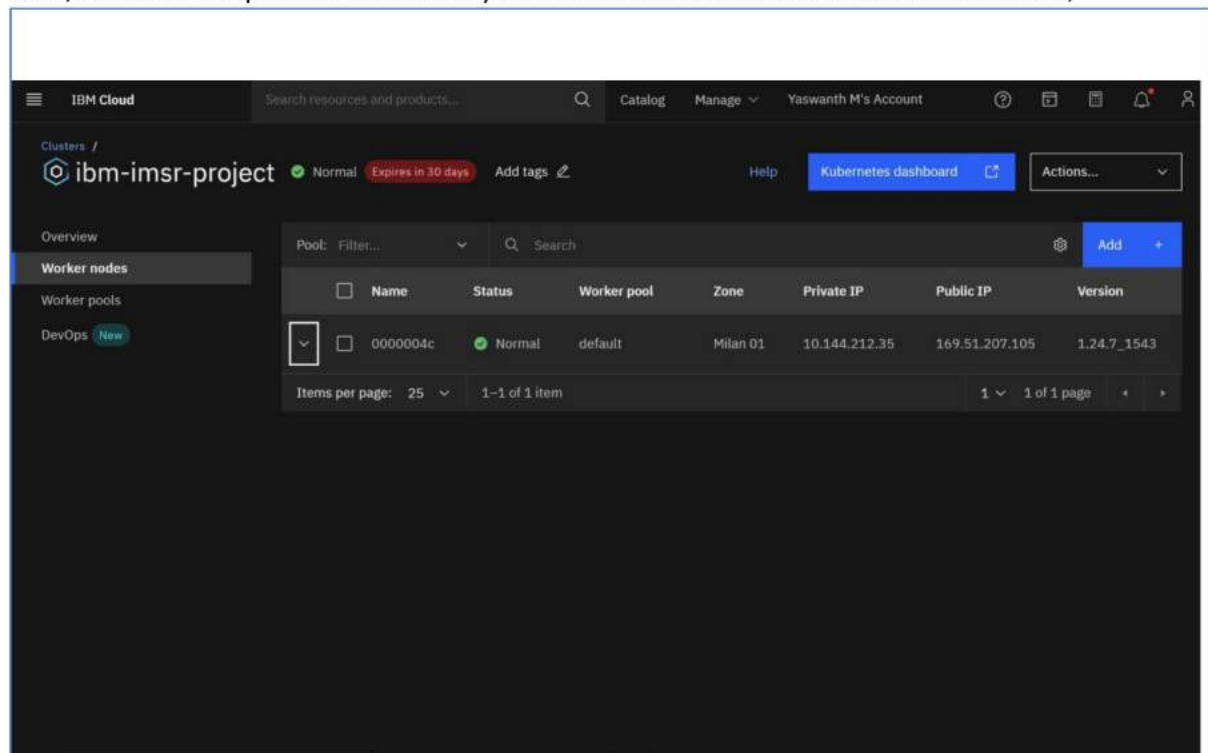 IBM Cloud Search resources and products... Catalog Manage Yaswanth M's Account
Clusters /
ibm-imsr-project Normal Expires in 30 days Add tags Help Kubernetes dashboard Actions...
Overview
Worker nodes
Worker pools
DevOps New
Pool: Filter... Search Add +
Name Status Worker pool Zone Private IP Public IP Version
0000004c Normal default Milan 01 10.144.212.35 169.51.207.105 1.24.7_1543
Items per page: 25 1–1 of 1 item 1 1 of 1 page